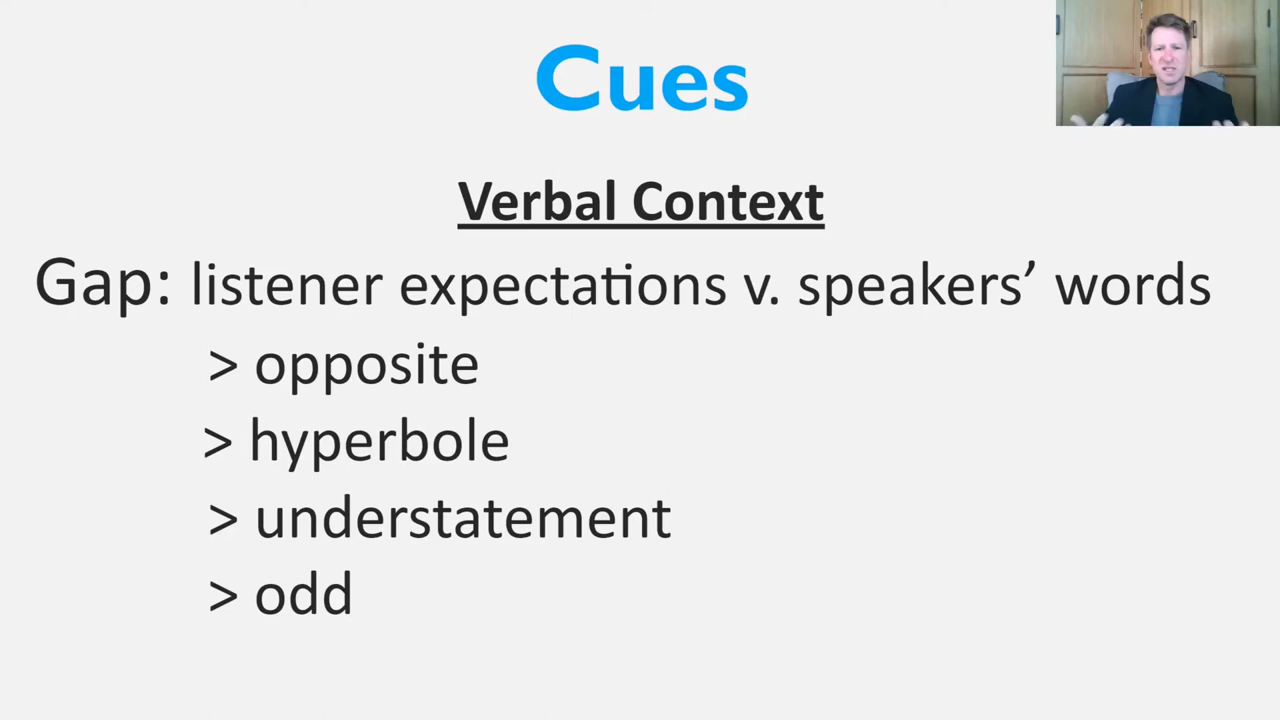 Cues
Verbal Context
Gap: listener expectations v. speakers’ words
> opposite
> hyperbole
> understatement
> odd